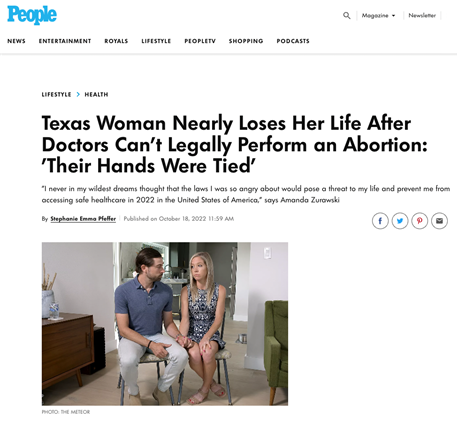 People
Magazine
Newsletter
NEWS ENTERTAINMENT ROYALS LIFESTYLE PEOPLETV SHOPPING PODCASTS
LIFESTYLE > HEALTH
Texas Woman Nearly Loses Her Life After
Doctors Can't Legally Perform an Abortion:
'Their Hands Were Tied'
"I never in my wildest dreams thought that the laws I was so angry about would pose a threat to my life and prevent me from
accessing safe healthcare in 2022 in the United States of America," says Amanda Zurawski
By Stephanie Emma Pfeffer Published on October 18, 2022 11:59 AM
PHOTO: THE METEOR